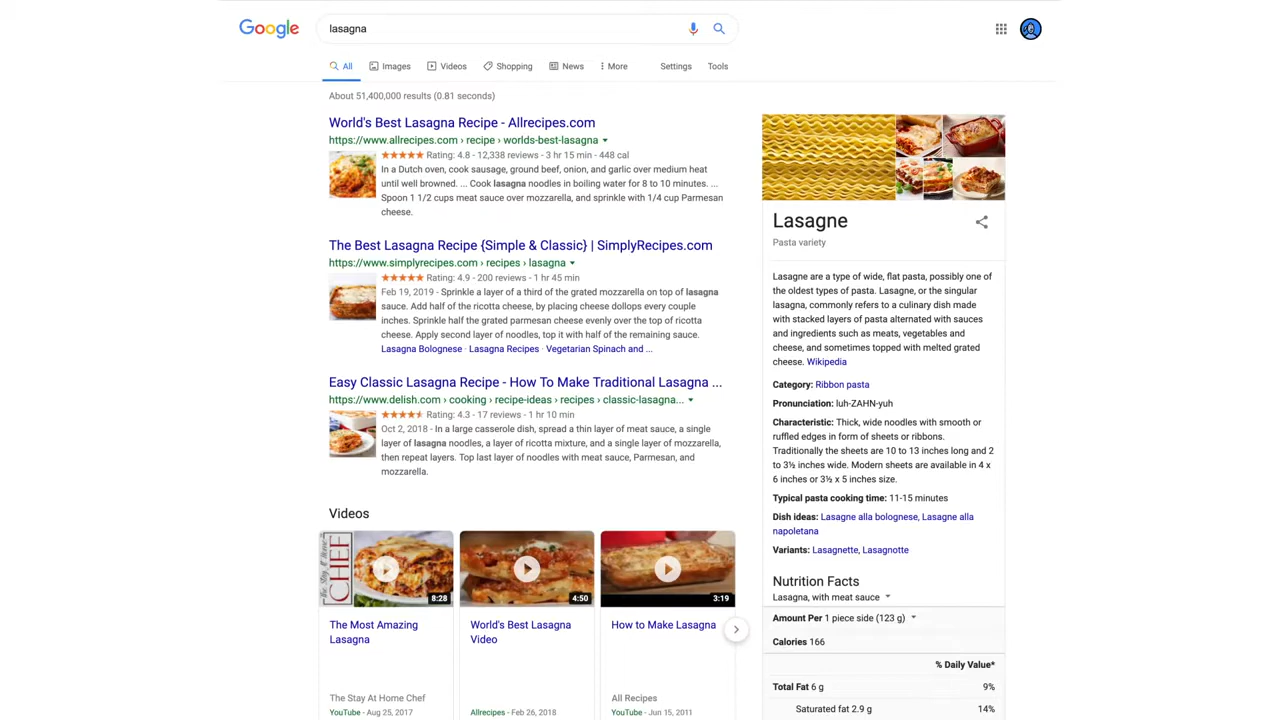 Google
lasagna
All Images Videos Shopping News More Settings Tools
About 51,400,000 results (0.81 seconds)
World's Best Lasagna Recipe - Allrecipes.com
https://www.allrecipes.com › recipe › worlds-best-lasagna
Rating: 4.8 - 12,338 reviews - 3 hr 15 min - 448 cal
In a Dutch oven, cook sausage, ground beef, onion, and garlic over medium heat
until well browned. ... Cook lasagna noodles in boiling water for 8 to 10 minutes. ...
Spoon 1 1/2 cups meat sauce over mozzarella, and sprinkle with 1/4 cup Parmesan
cheese.
The Best Lasagna Recipe {Simple & Classic} | SimplyRecipes.com
https://www.simplyrecipes.com › recipes › lasagna
Rating: 4.9 - 200 reviews - 1 hr 45 min
Feb 19, 2019 - Sprinkle a layer of a third of the grated mozzarella on top of lasagna
sauce. Add half of the ricotta cheese, by placing cheese dollops every couple
inches. Sprinkle half the grated parmesan cheese evenly over the top of ricotta
cheese. Apply second layer of noodles, top it with half of the remaining sauce.
Lasagna Bolognese · Lasagna Recipes · Vegetarian Spinach and ...
Easy Classic Lasagna Recipe - How To Make Traditional Lasagna ...
https://www.delish.com › cooking › recipe-ideas › recipes › classic-lasagna...
Rating: 4.3 - 17 reviews - 1 hr 10 min
Oct 2, 2018 - In a large casserole dish, spread a thin layer of meat sauce, a single
layer of lasagna noodles, a layer of ricotta mixture, and a single layer of mozzarella,
then repeat layers. Top last layer of noodles with meat sauce, Parmesan, and
mozzarella.
Videos
The Stay At Home
CHEF
8:28
4:50
3:19
The Most Amazing
Lasagna
The Stay At Home Chef
YouTube - Aug 25, 2017
World's Best Lasagna
Video
Allrecipes - Feb 26, 2018
How to Make Lasagna
All Recipes
YouTube - Jun 15, 2011
Lasagne
Pasta variety
Lasagne are a type of wide, flat pasta, possibly one of
the oldest types of pasta. Lasagne, or the singular
lasagna, commonly refers to a culinary dish made
with stacked layers of pasta alternated with sauces
and ingredients such as meats, vegetables and
cheese, and sometimes topped with melted grated
cheese. Wikipedia
Category: Ribbon pasta
Pronunciation: luh-ZAHN-yuh
Characteristic: Thick, wide noodles with smooth or
ruffled edges in form of sheets or ribbons.
Traditionally the sheets are 10 to 13 inches long and 2
to 3½ inches wide. Modern sheets are available in 4 x
6 inches or 3½ x 5 inches size.
Typical pasta cooking time: 11-15 minutes
Dish ideas: Lasagne alla bolognese, Lasagne alla
napoletana
Variants: Lasagnette, Lasagnotte
Nutrition Facts
Lasagna, with meat sauce
Amount Per 1 piece side (123 g)
Calories 166
% Daily Value*
Total Fat 6 g 9%
Saturated fat 2.9 g 14%